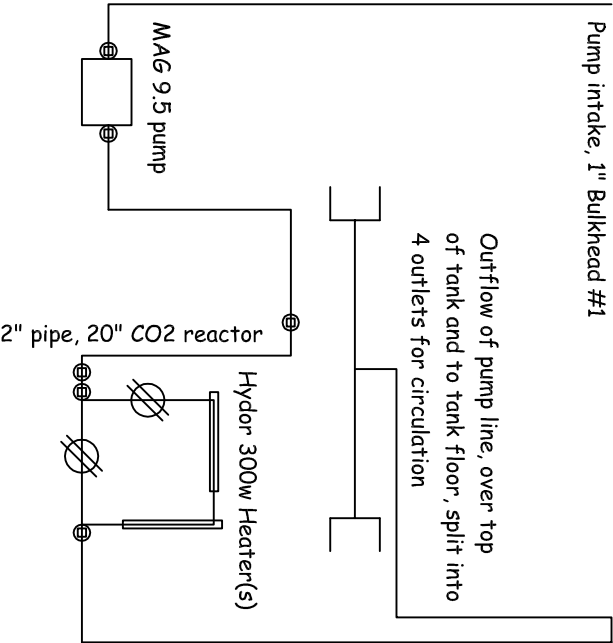 Pump intake, 1" Bulkhead #1
MAG 9.5 pump
Outflow of pump line, over top
of tank and to tank floor, split into
4 outlets for circulation
2" pipe, 20" CO2 reactor
Hydor 300w Heater(s)